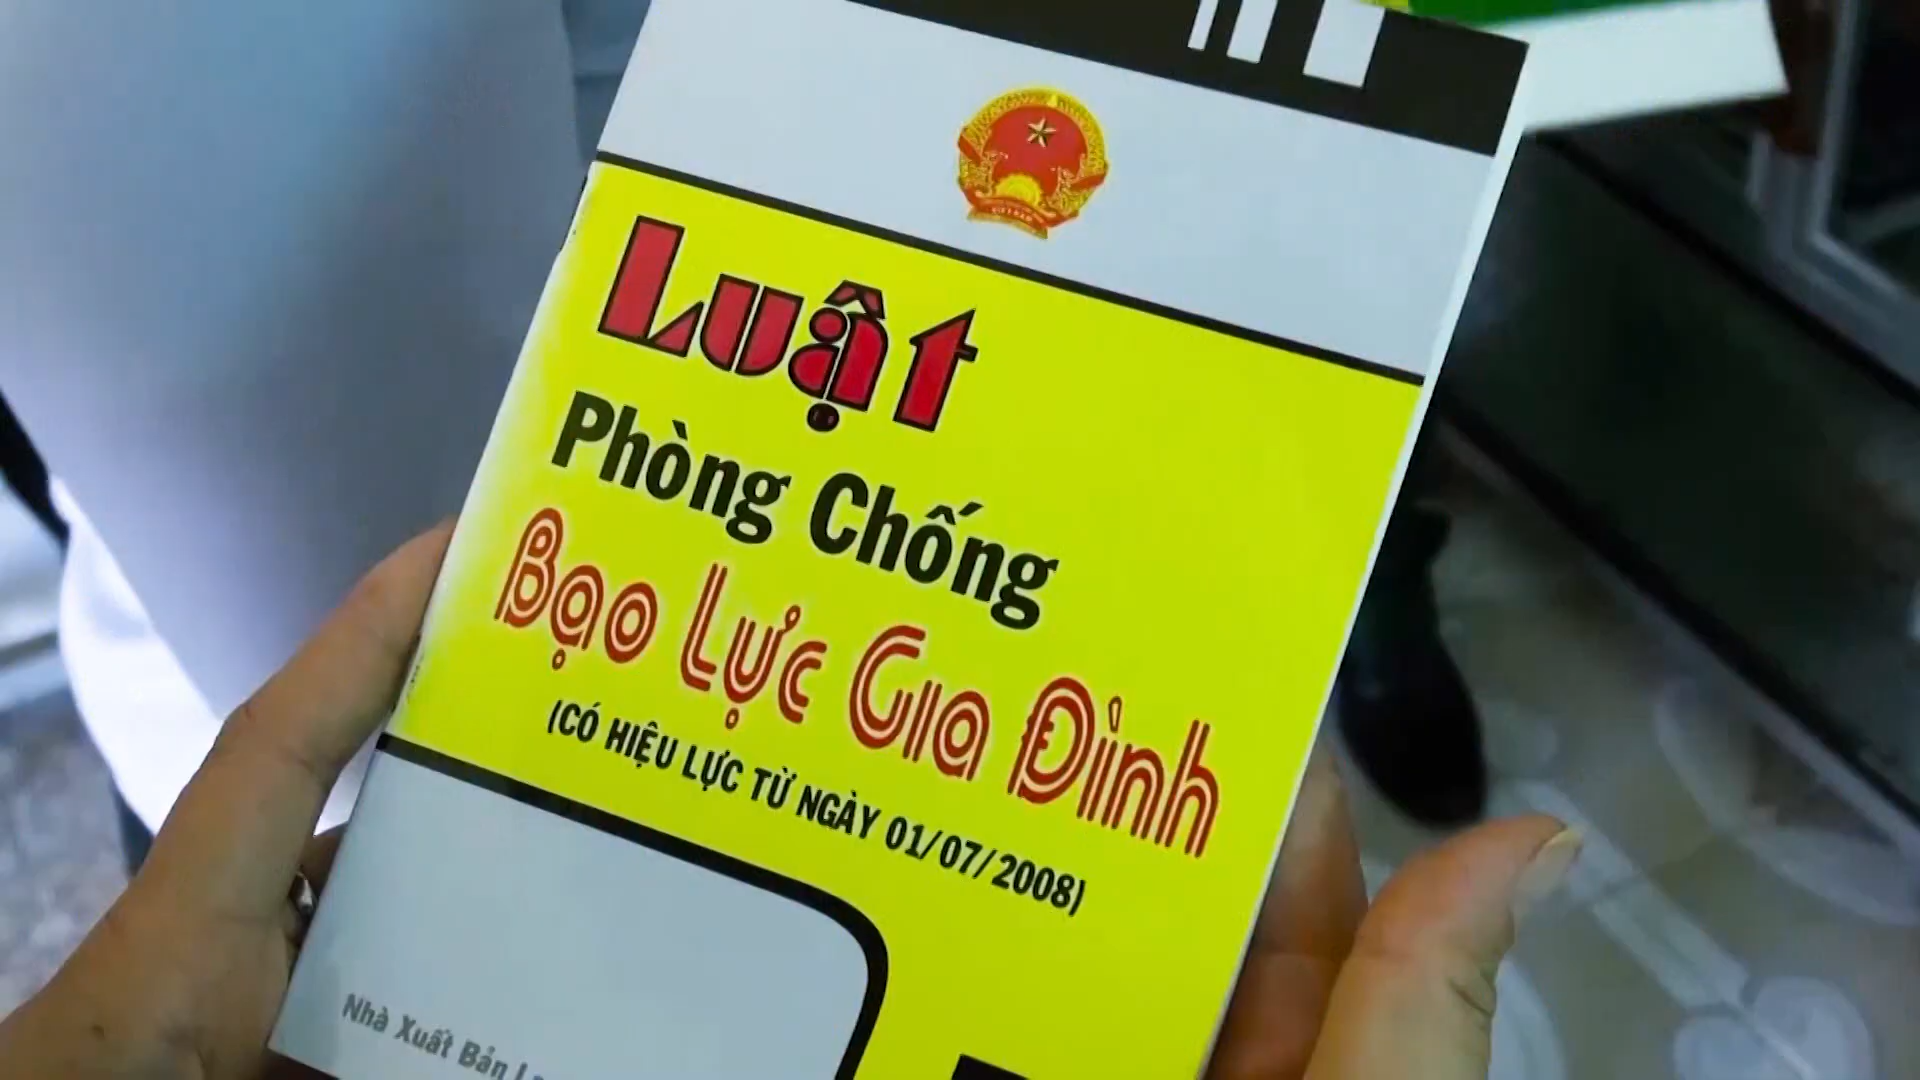 Luật
Phòng Chống
Bạo Lực Gia Đình
(CÓ HIỆU LỰC TỪ NGÀY 01/07/2008)
Nhà Xuất Bản